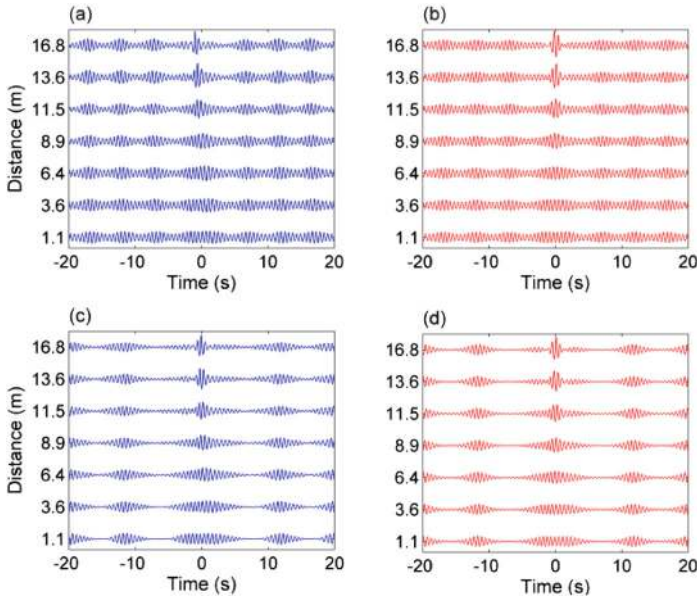 (a) (b)
16.8 16.8
13.6 13.6
11.5 11.5
8.9 8.9
6.4 6.4
3.6 3.6
1.1 1.1
Distance (m)
-20 -10 0 10 20 -20 -10 0 10 20
Time (s) Time (s)
(c) (d)
16.8 16.8
13.6 13.6
11.5 11.5
8.9 8.9
6.4 6.4
3.6 3.6
1.1 1.1
Distance (m)
-20 -10 0 10 20 -20 -10 0 10 20
Time (s) Time (s)